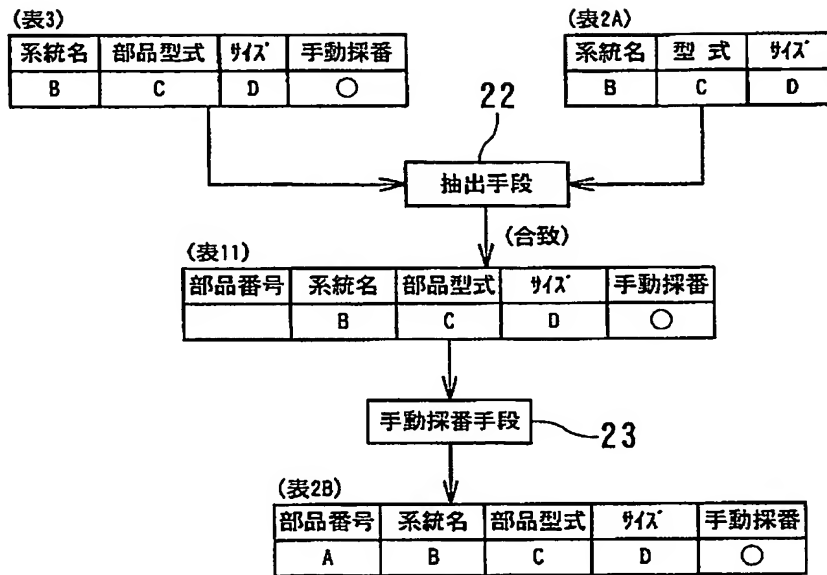 (表3)
系統名 部品型式 ｻｲｽﾞ 手動採番
B C D ○
(表2A)
系統名 型 式 ｻｲｽﾞ
B C D
22
抽出手段
(合致)
(表11)
部品番号 系統名 部品型式 ｻｲｽﾞ 手動採番
B C D ○
手動採番手段
23
(表2B)
部品番号 系統名 部品型式 ｻｲｽﾞ 手動採番
A B C D ○